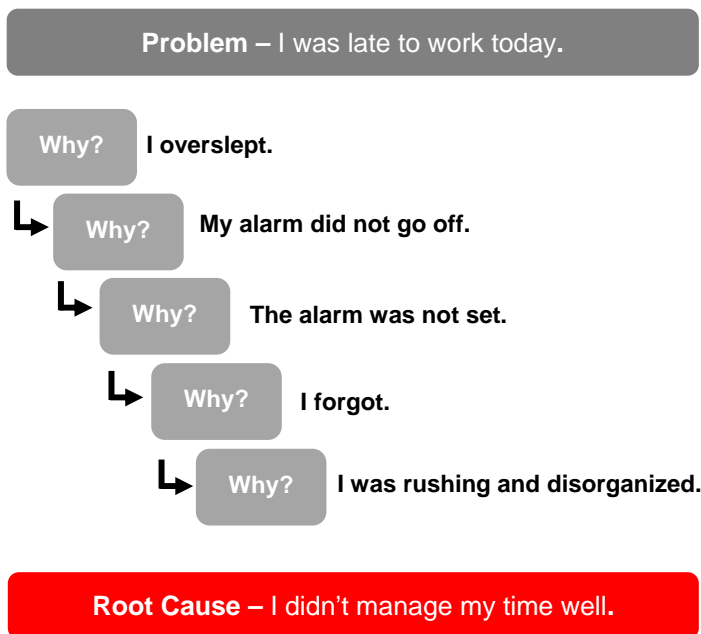 Problem – I was late to work today.
Why? I overslept.
Why? My alarm did not go off.
Why? The alarm was not set.
Why? I forgot.
Why? I was rushing and disorganized.
Root Cause – I didn’t manage my time well.